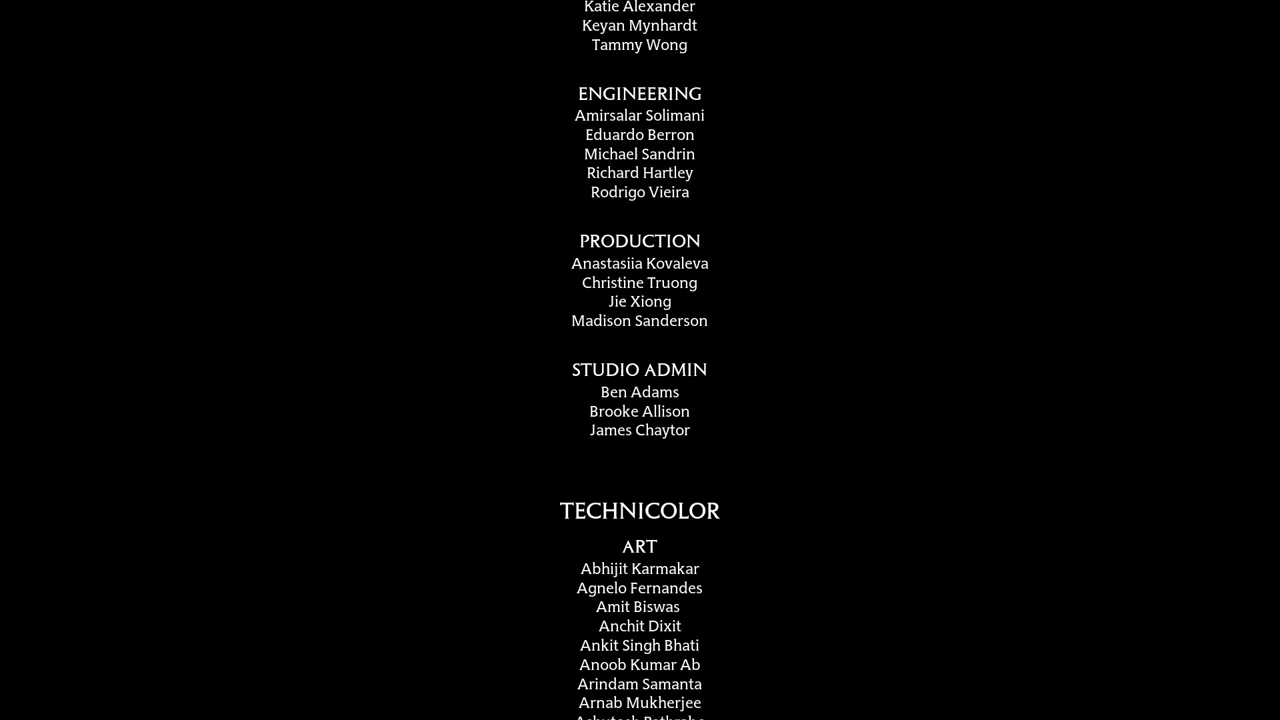 Katie Alexander
Keyan Mynhardt
Tammy Wong
ENGINEERING
Amirsalar Solimani
Eduardo Berron
Michael Sandrin
Richard Hartley
Rodrigo Vieira
PRODUCTION
Anastasiia Kovaleva
Christine Truong
Jie Xiong
Madison Sanderson
STUDIO ADMIN
Ben Adams
Brooke Allison
James Chaytor
TECHNICOLOR
ART
Abhijit Karmakar
Agnelo Fernandes
Amit Biswas
Anchit Dixit
Ankit Singh Bhati
Anoob Kumar Ab
Arindam Samanta
Arnab Mukherjee